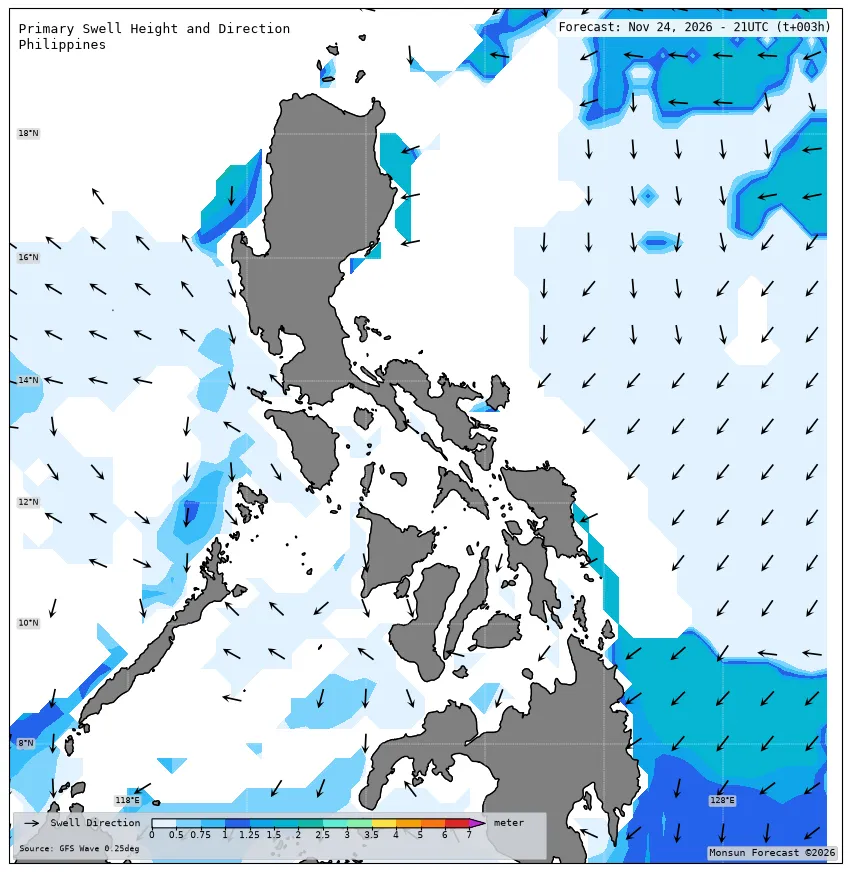 Primary Swell Height and Direction
Philippines
Forecast: Nov 24, 2026 - 21UTC (t+003h)
18°N
16°N
14°N
12°N
10°N
8°N
118°E
128°E
Swell Direction
0 0.5 0.75 1 1.25 1.5 2 2.5 3 3.5 4 5 6 7
meter
Source: GFS Wave 0.25deg
Monsun Forecast ©2026